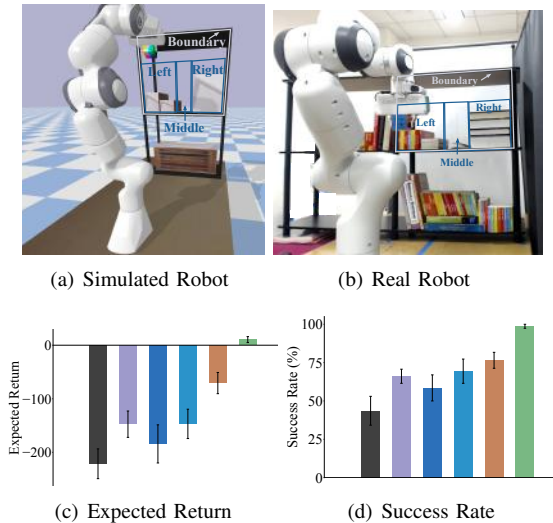 Boundary
Left
Right
Middle
Boundary
Left
Right
Middle
(a) Simulated Robot
(b) Real Robot
0
−100
−200
Expected Return
100
75
50
25
0
Success Rate (%)
(c) Expected Return
(d) Success Rate